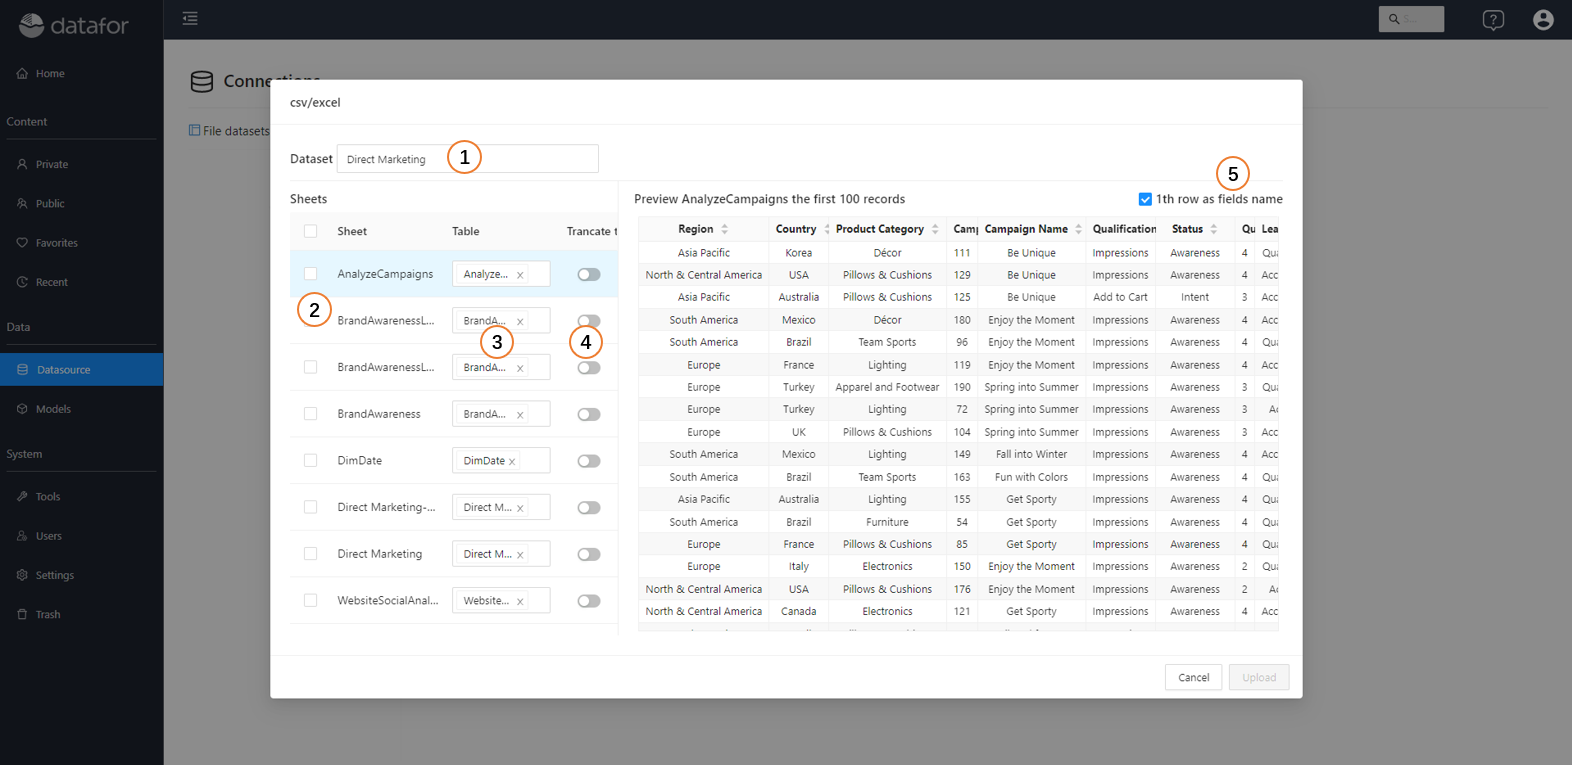 datafor
S...
?
Home
Connections
csv/excel
Content
File datasets
Dataset
Direct Marketing
1
Private
Sheets
Preview AnalyzeCampaigns the first 100 records
5
1th row as fields name
Public
Sheet Table Trancate t
Region Country Product Category Camp Campaign Name Qualification Status Qu Lea
Favorites
Recent
Data
Datasource
Models
System
Tools
Users
Settings
Trash
AnalyzeCampaigns Analyze... x
2
BrandAwarenessL... BrandA... x
3
4
BrandAwarenessL... BrandA... x
BrandAwareness BrandA... x
DimDate DimDate x
Direct Marketing-... Direct M... x
Direct Marketing Direct M... x
WebsiteSocialAnal... Website... x
Asia Pacific Korea Décor 111 Be Unique Impressions Awareness 4 Qua
North & Central America USA Pillows & Cushions 129 Be Unique Impressions Awareness 4 Acc
Asia Pacific Australia Pillows & Cushions 125 Be Unique Add to Cart Intent 3 Acc
South America Mexico Décor 180 Enjoy the Moment Impressions Awareness 4 Acc
South America Brazil Team Sports 96 Enjoy the Moment Impressions Awareness 4 Qua
Europe France Lighting 119 Enjoy the Moment Impressions Awareness 4 Acc
Europe Turkey Apparel and Footwear 190 Spring into Summer Impressions Awareness 3 Qua
Europe Turkey Lighting 72 Spring into Summer Impressions Awareness 3 Ac
Europe UK Pillows & Cushions 104 Spring into Summer Impressions Awareness 3 Acc
South America Mexico Lighting 149 Fall into Winter Impressions Awareness 4 Acc
South America Brazil Team Sports 163 Fun with Colors Impressions Awareness 4 Qua
Asia Pacific Australia Lighting 155 Get Sporty Impressions Awareness 4 Qua
South America Brazil Furniture 54 Get Sporty Impressions Awareness 4 Qua
Europe France Pillows & Cushions 85 Get Sporty Impressions Awareness 4 Qua
Europe Italy Electronics 150 Enjoy the Moment Impressions Awareness 2 Qua
North & Central America USA Pillows & Cushions 176 Enjoy the Moment Impressions Awareness 2 Ac
North & Central America Canada Electronics 121 Get Sporty Impressions Awareness 4 Acc
Cancel
Upload